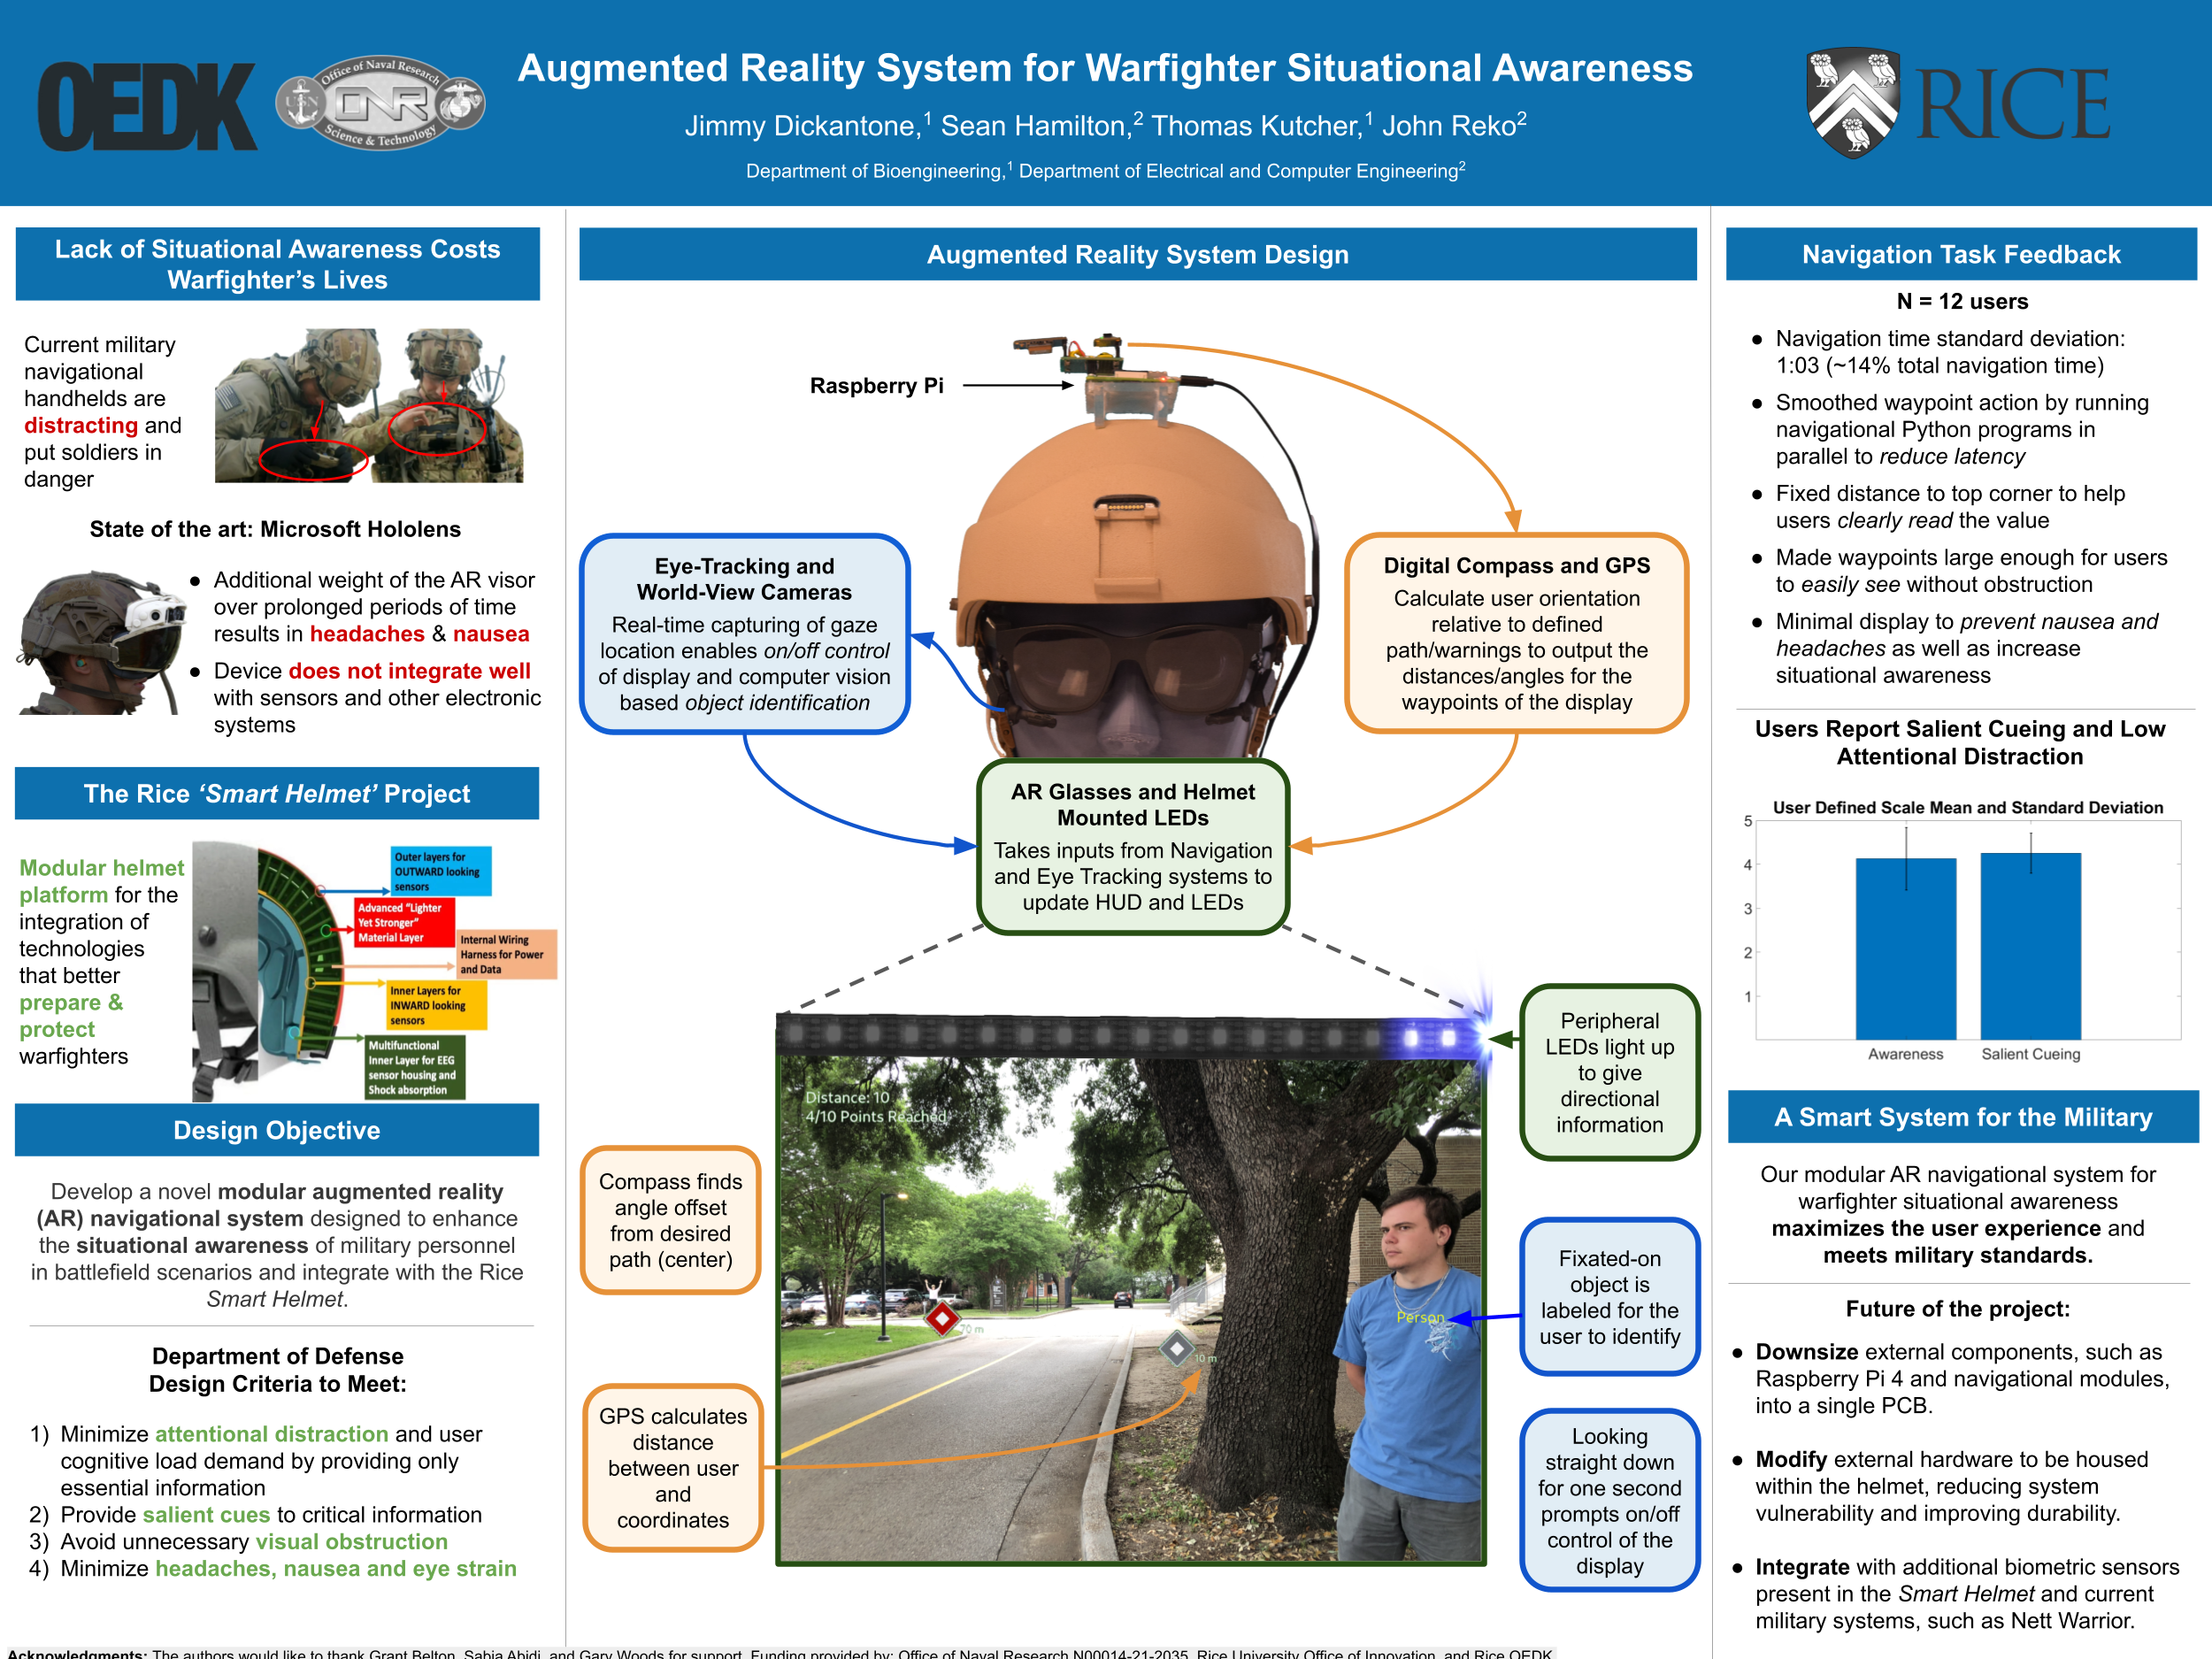 OEDK
Office of Naval Research
USN
ONR
Science & Technology
Augmented Reality System for Warfighter Situational Awareness
Jimmy Dickantone,1 Sean Hamilton,2 Thomas Kutcher,1 John Reko2
Department of Bioengineering,1 Department of Electrical and Computer Engineering2
RICE
Lack of Situational Awareness Costs
Warfighter’s Lives
Current military
navigational
handhelds are
distracting and
put soldiers in
danger
State of the art: Microsoft Hololens
● Additional weight of the AR visor
over prolonged periods of time
results in headaches & nausea
● Device does not integrate well
with sensors and other electronic
systems
The Rice ‘Smart Helmet’ Project
Modular helmet
platform for the
integration of
technologies
that better
prepare &
protect
warfighters
Outer layers for
OUTWARD looking
sensors
Advanced “Lighter
Yet Stronger”
Material Layer
Internal Wiring
Harness for Power
and Data
Inner Layers for
INWARD looking
sensors
Multifunctional
Inner Layer for EEG
sensor housing and
Shock absorption
Design Objective
Develop a novel modular augmented reality
(AR) navigational system designed to enhance
the situational awareness of military personnel
in battlefield scenarios and integrate with the Rice
Smart Helmet.
Department of Defense
Design Criteria to Meet:
1) Minimize attentional distraction and user
cognitive load demand by providing only
essential information
2) Provide salient cues to critical information
3) Avoid unnecessary visual obstruction
4) Minimize headaches, nausea and eye strain
Augmented Reality System Design
Raspberry Pi
Eye-Tracking and
World-View Cameras
Real-time capturing of gaze
location enables on/off control
of display and computer vision
based object identification
Digital Compass and GPS
Calculate user orientation
relative to defined
path/warnings to output the
distances/angles for the
waypoints of the display
AR Glasses and Helmet
Mounted LEDs
Takes inputs from Navigation
and Eye Tracking systems to
update HUD and LEDs
Peripheral
LEDs light up
to give
directional
information
Distance: 10
4/10 Points Reached
Compass finds
angle offset
from desired
path (center)
70 m
10 m
Person
Fixated-on
object is
labeled for the
user to identify
GPS calculates
distance
between user
and
coordinates
Looking
straight down
for one second
prompts on/off
control of the
display
Navigation Task Feedback
N = 12 users
● Navigation time standard deviation:
1:03 (~14% total navigation time)
● Smoothed waypoint action by running
navigational Python programs in
parallel to reduce latency
● Fixed distance to top corner to help
users clearly read the value
● Made waypoints large enough for users
to easily see without obstruction
● Minimal display to prevent nausea and
headaches as well as increase
situational awareness
Users Report Salient Cueing and Low
Attentional Distraction
User Defined Scale Mean and Standard Deviation
5
4
3
2
1
Awareness Salient Cueing
A Smart System for the Military
Our modular AR navigational system for
warfighter situational awareness
maximizes the user experience and
meets military standards.
Future of the project:
● Downsize external components, such as
Raspberry Pi 4 and navigational modules,
into a single PCB.
● Modify external hardware to be housed
within the helmet, reducing system
vulnerability and improving durability.
● Integrate with additional biometric sensors
present in the Smart Helmet and current
military systems, such as Nett Warrior.
Acknowledgments: The authors would like to thank Grant Belton, Sabia Abidi, and Gary Woods for support. Funding provided by: Office of Naval Research N00014-21-2035, Rice University Office of Innovation, and Rice OEDK